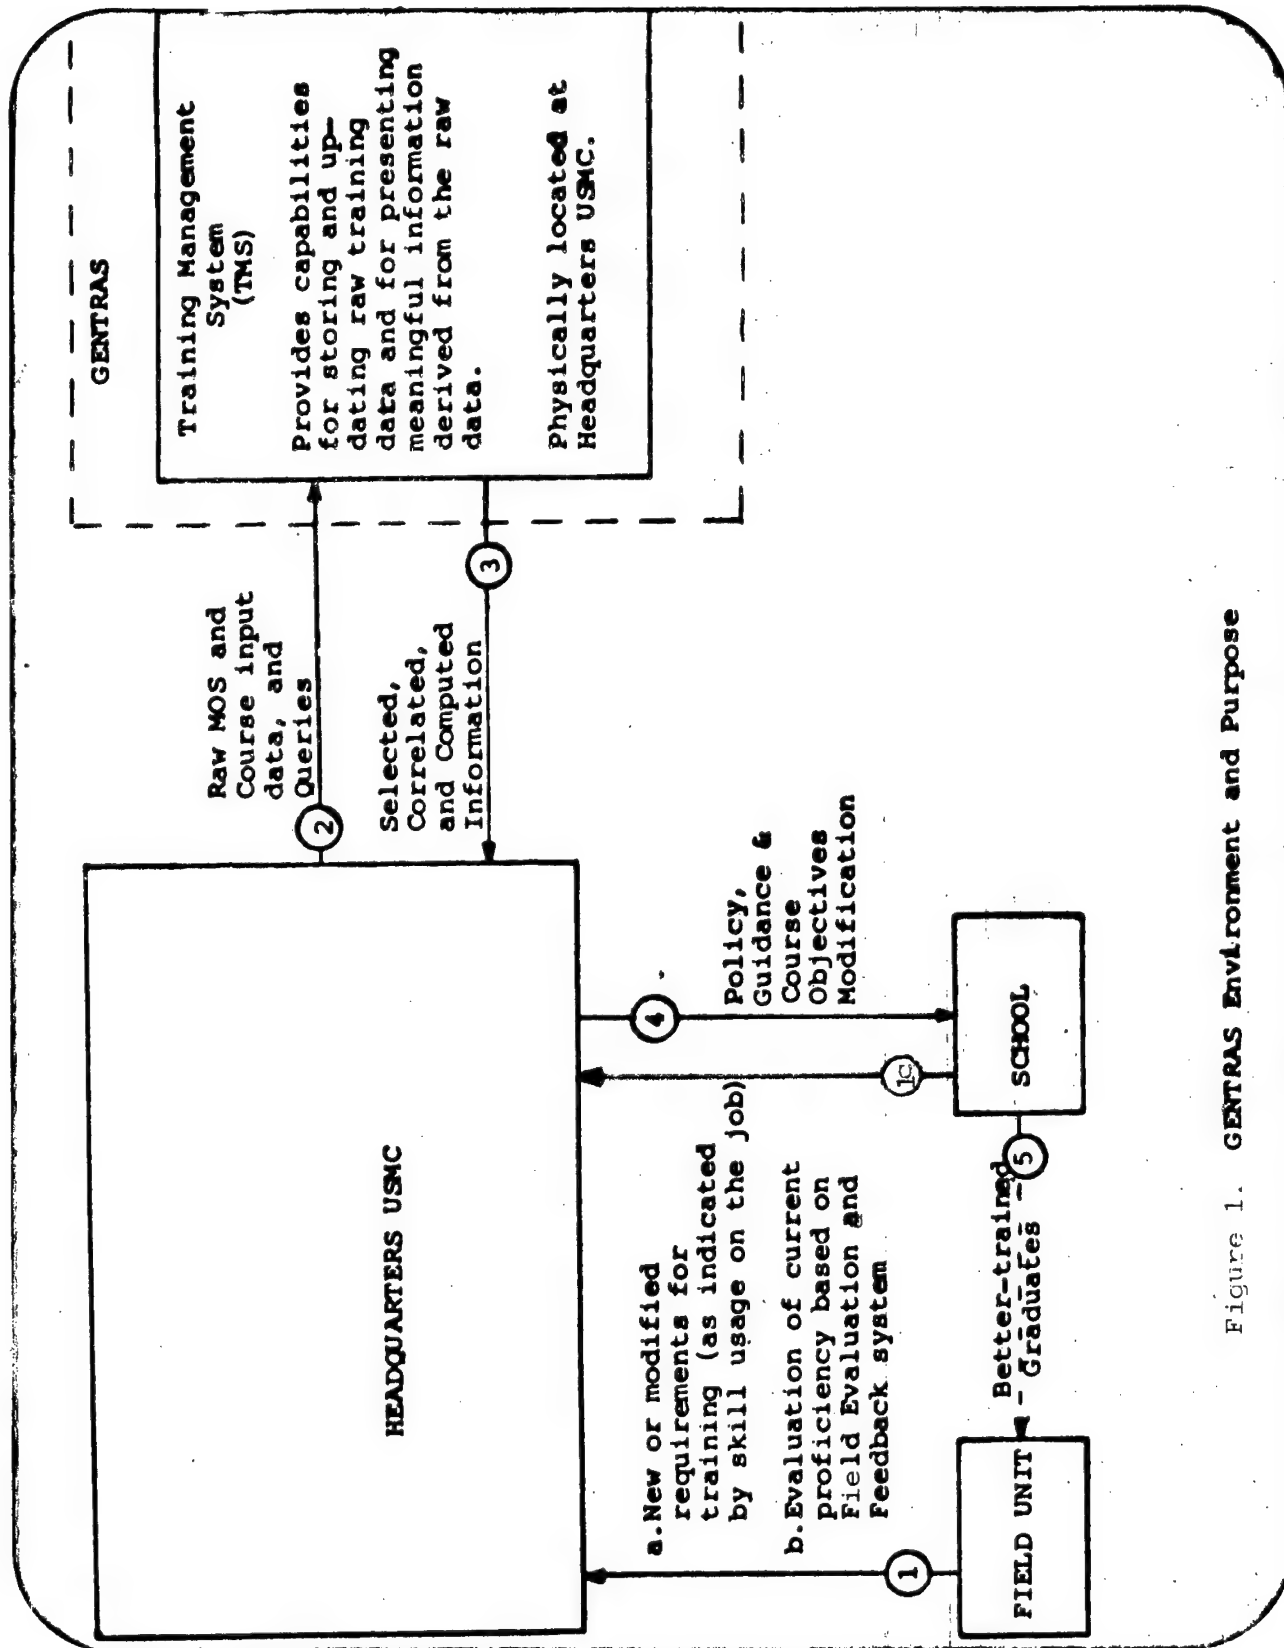 GENTRAS
Training Management
System
(TMS)
Provides capabilities
for storing and up-
dating raw training
data and for presenting
meaningful information
derived from the raw
data.
Physically located at
Headquarters USMC.
Raw MOS and
Course input
data, and
Queries
2
3
Selected,
Correlated,
and Computed
Information
HEADQUARTERS USMC
4
Policy,
Guidance &
Course
Objectives
Modification
1c
a.New or modified
requirements for
training (as indicated
by skill usage on the job)
b.Evaluation of current
proficiency based on
Field Evaluation and
Feedback system
1
SCHOOL
5
Better-trained
Graduates
FIELD UNIT
Figure 1. GENTRAS Environment and Purpose